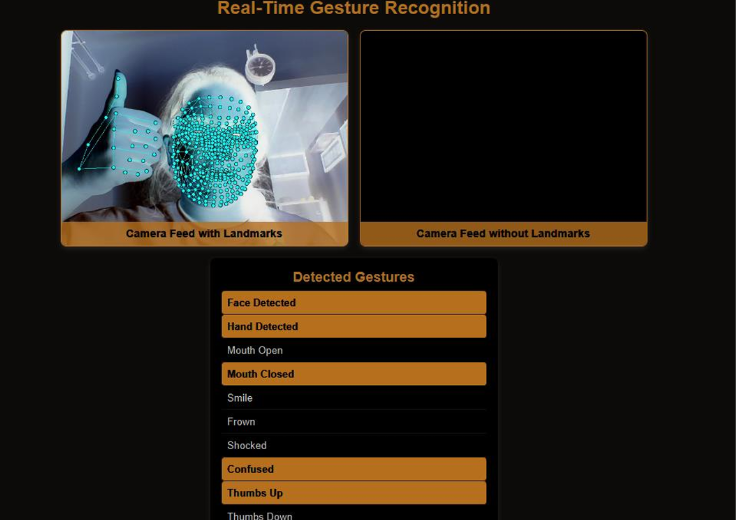 Real-Time Gesture Recognition
Camera Feed with Landmarks
Camera Feed without Landmarks
Detected Gestures
Face Detected
Hand Detected
Mouth Open
Mouth Closed
Smile
Frown
Shocked
Confused
Thumbs Up
Thumbs Down